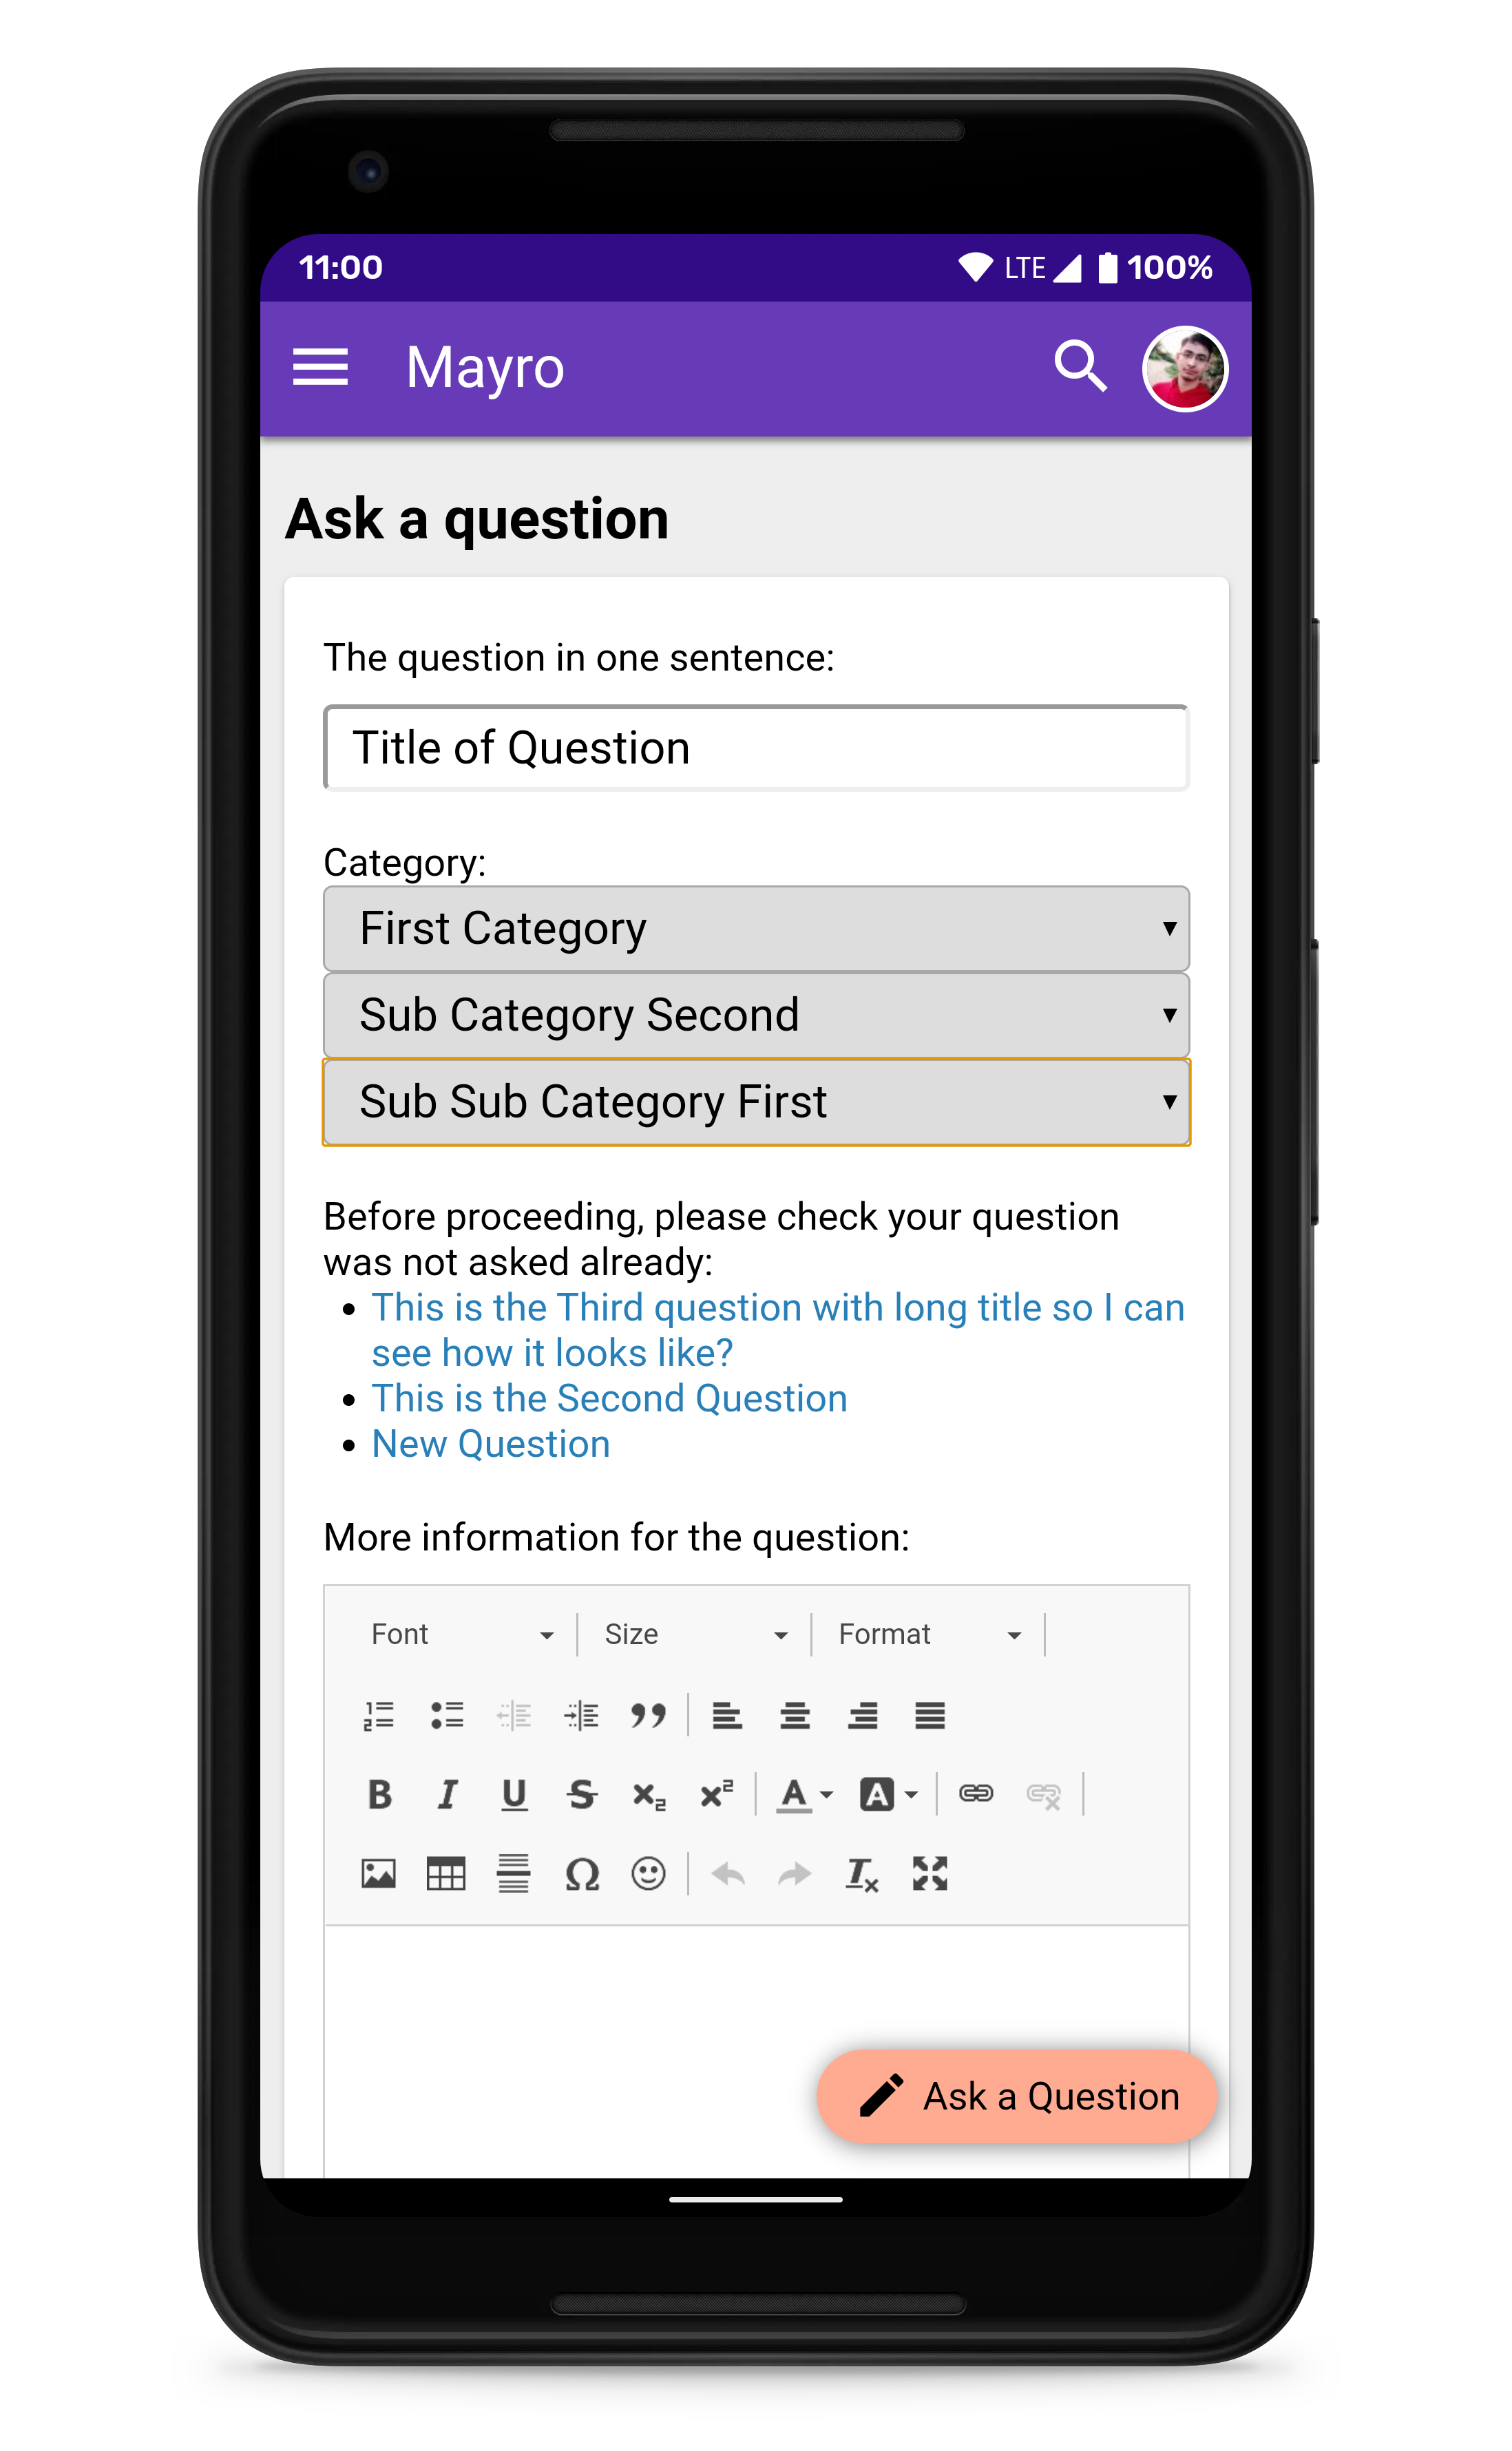 11:00 LTE 100%
Mayro
Ask a question
The question in one sentence:
Title of Question
Category:
First Category
Sub Category Second
Sub Sub Category First
Before proceeding, please check your question
was not asked already:
This is the Third question with long title so I can
see how it looks like?
This is the Second Question
New Question
More information for the question:
Font Size Format
Ask a Question